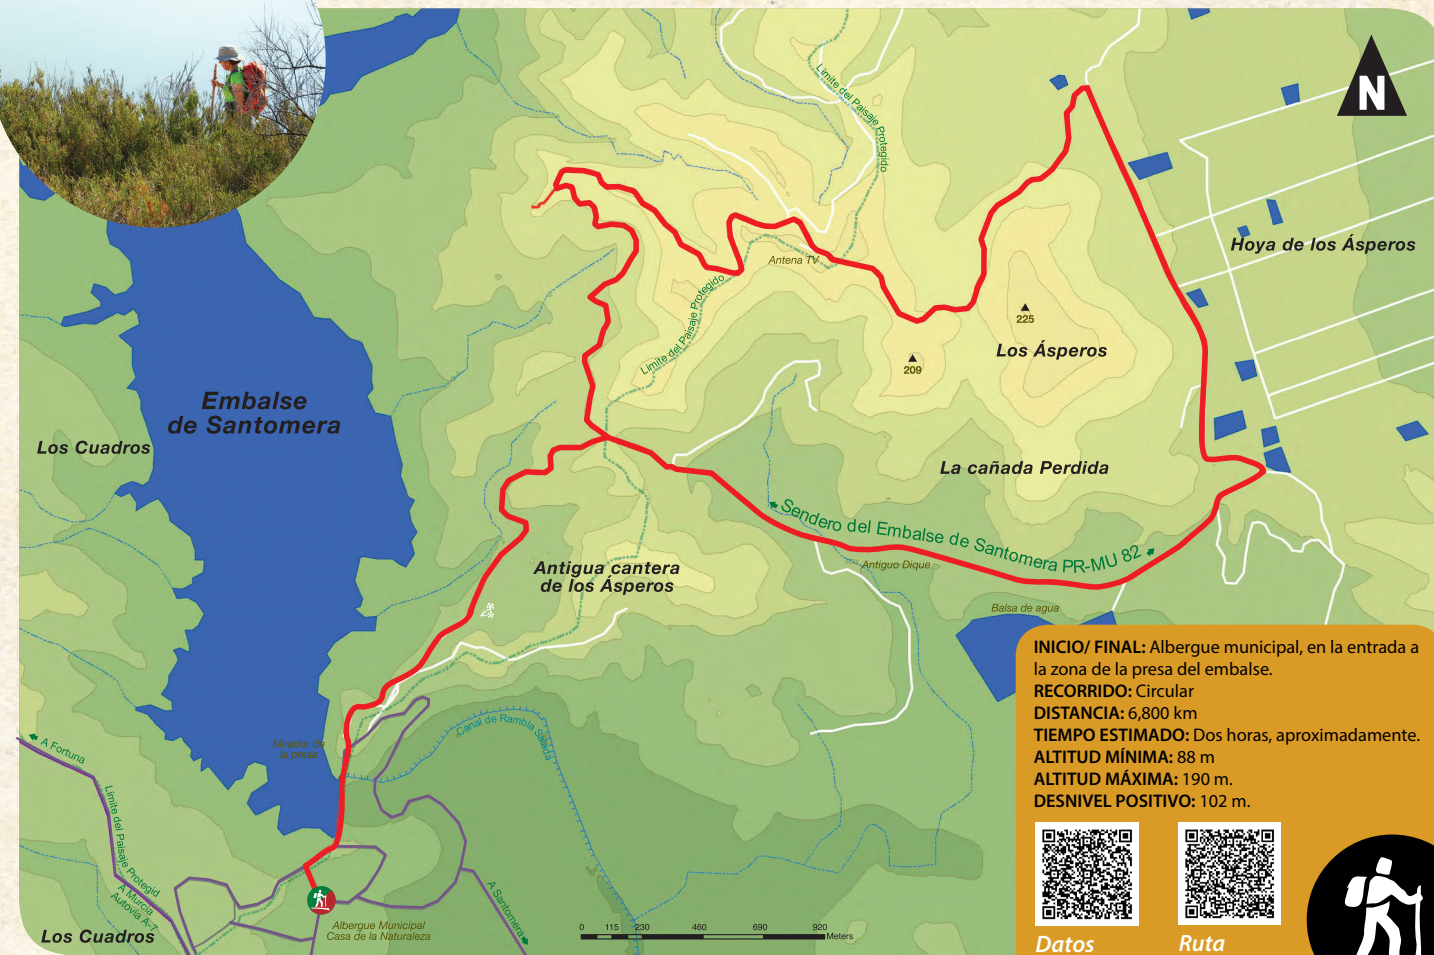 N
Límite del Paisaje Protegido
Hoya de los Ásperos
Antena TV
Límite del Paisaje Protegido
225
Los Ásperos
209
Embalse
de Santomera
Los Cuadros
La cañada Perdida
Sendero del Embalse de Santomera PR-MU 82
Antiguo Dique
Antigua cantera
de los Ásperos
Balsa de agua
Canal de Rambla Salada
Mirador de
la presa
A Fortuna
Límite del Paisaje Protegid
A Murcia
Autovía A-7
A Santomera
Albergue Municipal
Casa de la Naturaleza
Los Cuadros
0 115 230 460 690 920
Meters
INICIO/ FINAL: Albergue municipal, en la entrada a
la zona de la presa del embalse.
RECORRIDO: Circular
DISTANCIA: 6,800 km
TIEMPO ESTIMADO: Dos horas, aproximadamente.
ALTITUD MÍNIMA: 88 m
ALTITUD MÁXIMA: 190 m.
DESNIVEL POSITIVO: 102 m.
Datos
Ruta